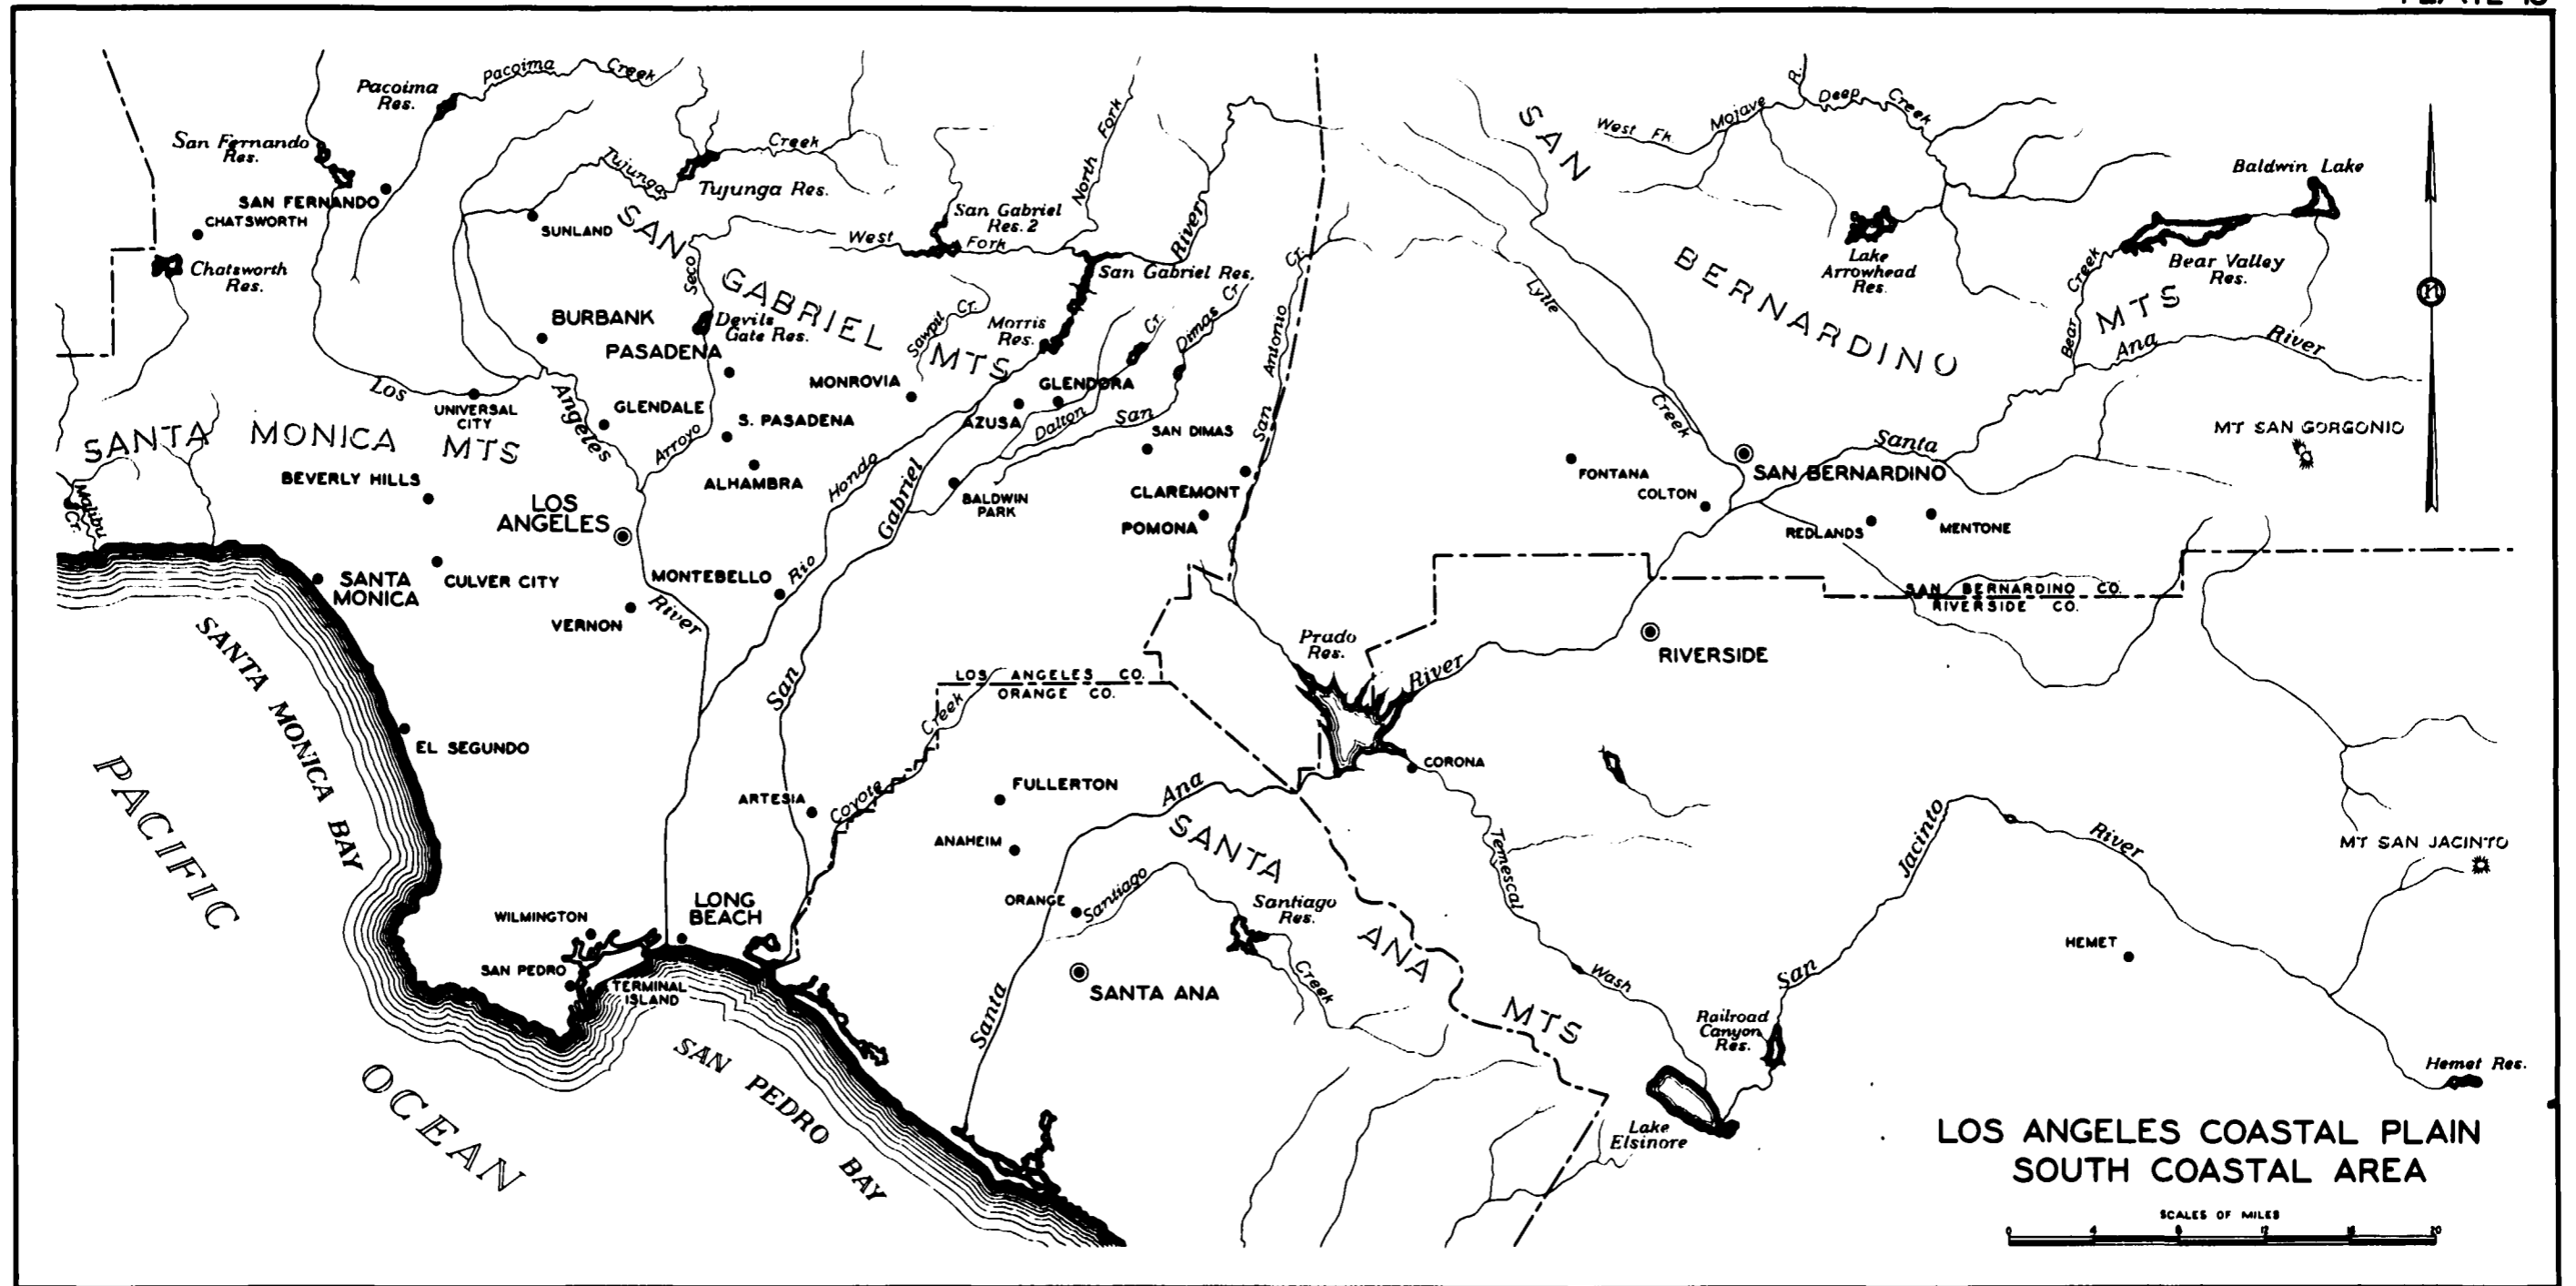 Pacoima Creek
Pacoima
Res.
San Fernando
Res.
SAN FERNANDO
CHATSWORTH
Chatsworth
Res.
Tujunga Creek
Tujunga Res.
SUNLAND
SAN GABRIEL MTS
San Gabriel
Res. 2
West Fork
North Fork
River
San Gabriel Res.
Seco
Devils
Gate Res.
Sawpit Cr.
Morris
Res.
Cr.
Dimas Cr.
San Antonio Cr.
BURBANK
PASADENA
MONROVIA
GLENDORA
AZUSA
Dalton
San
SAN DIMAS
Los Angeles
UNIVERSAL
CITY
GLENDALE
Arroyo
S. PASADENA
ALHAMBRA
SANTA MONICA MTS
BEVERLY HILLS
Malibu
Cr.
LOS
ANGELES
Rio Hondo
San Gabriel
BALDWIN
PARK
CLAREMONT
POMONA
SANTA
MONICA
CULVER CITY
MONTEBELLO
VERNON
River
SANTA MONICA BAY
EL SEGUNDO
PACIFIC
OCEAN
LOS ANGELES CO.
ORANGE CO.
Coyote Creek
ARTESIA
FULLERTON
ANAHEIM
ORANGE
Santiago
Creek
Santiago
Res.
WILMINGTON
LONG
BEACH
SAN PEDRO
TERMINAL
ISLAND
SAN PEDRO BAY
SANTA ANA
Santa Ana
SANTA ANA MTS
SAN BERNARDINO MTS
West Fk. Mojave R.
Deep Creek
Baldwin Lake
Lake
Arrowhead
Res.
Bear Valley
Res.
Bear Creek
Lytle Creek
Santa Ana River
N
MT SAN GORGONIO
FONTANA
COLTON
SAN BERNARDINO
REDLANDS
MENTONE
SAN BERNARDINO CO.
RIVERSIDE CO.
RIVERSIDE
Prado
Res.
River
CORONA
Temescal
Wash
San Jacinto River
MT SAN JACINTO
HEMET
Hemet Res.
Railroad
Canyon
Res.
Lake
Elsinore
LOS ANGELES COASTAL PLAIN
SOUTH COASTAL AREA
SCALES OF MILES
0 4 8 12 16 20